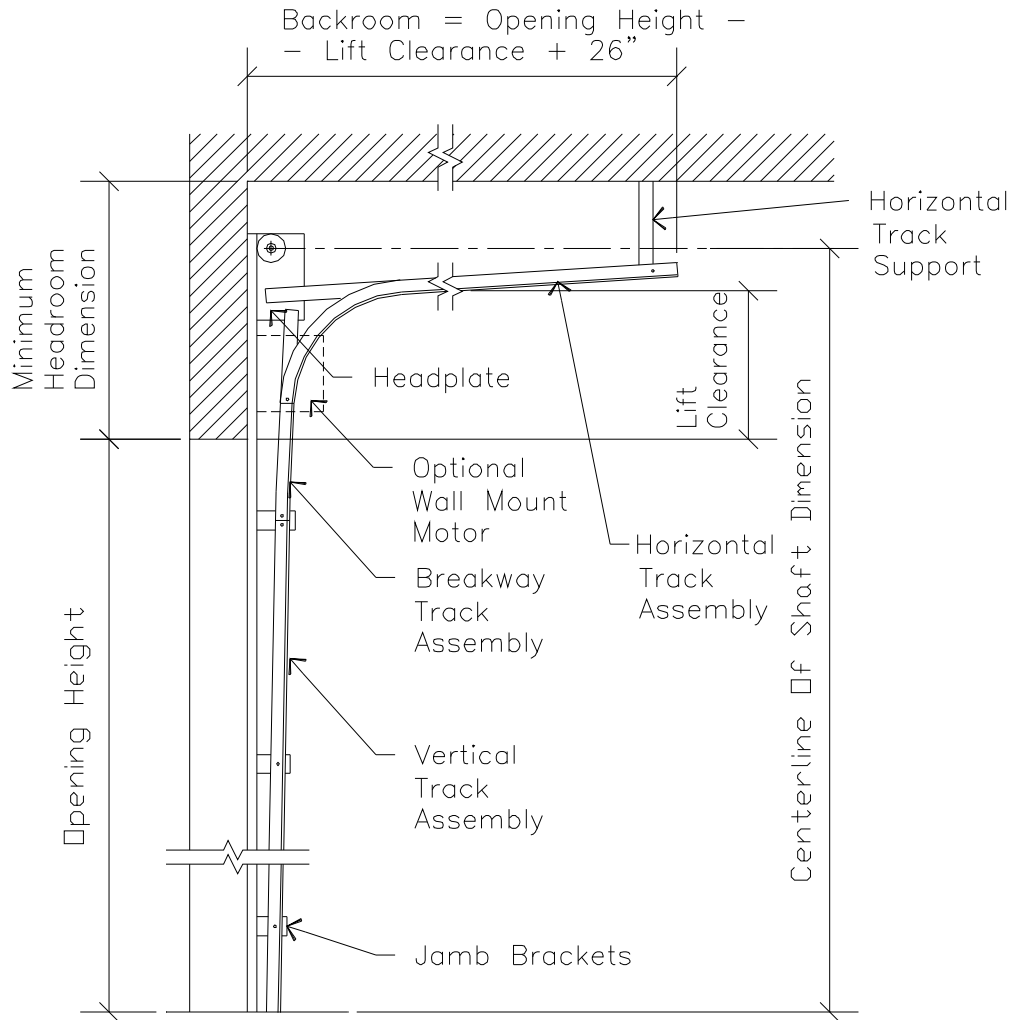 Backroom = Opening Height -
- Lift Clearance + 26”
Horizontal
Track
Support
Minimum
Headroom
Dimension
Headplate
Lift
Clearance
Optional
Wall Mount
Motor
Horizontal
Track
Assembly
Breakway
Track
Assembly
Centerline Of Shaft Dimension
Opening Height
Vertical
Track
Assembly
Jamb Brackets